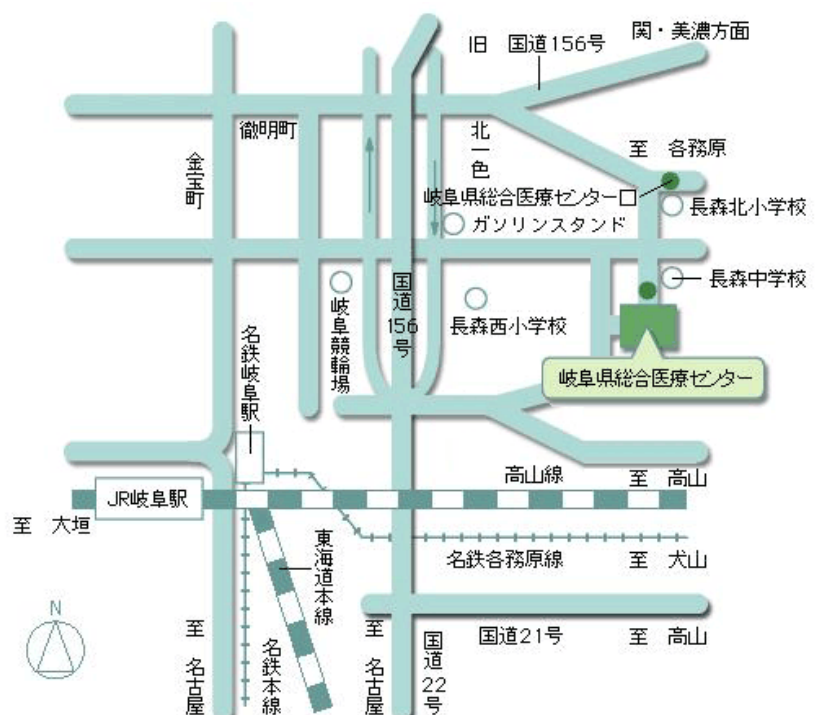 関・美濃方面
旧 国道156号
徹明町
北一色
金宝町
至 各務原
岐阜県総合医療センター口
長森北小学校
ガソリンスタンド
国道156号
長森中学校
岐阜競輪場
長森西小学校
名鉄岐阜駅
岐阜県総合医療センター
高山線
至 高山
JR岐阜駅
至 大垣
東海道本線
名鉄各務原線
至 犬山
N
至 名古屋
名鉄本線
至 名古屋
国道22号
国道21号
至 高山